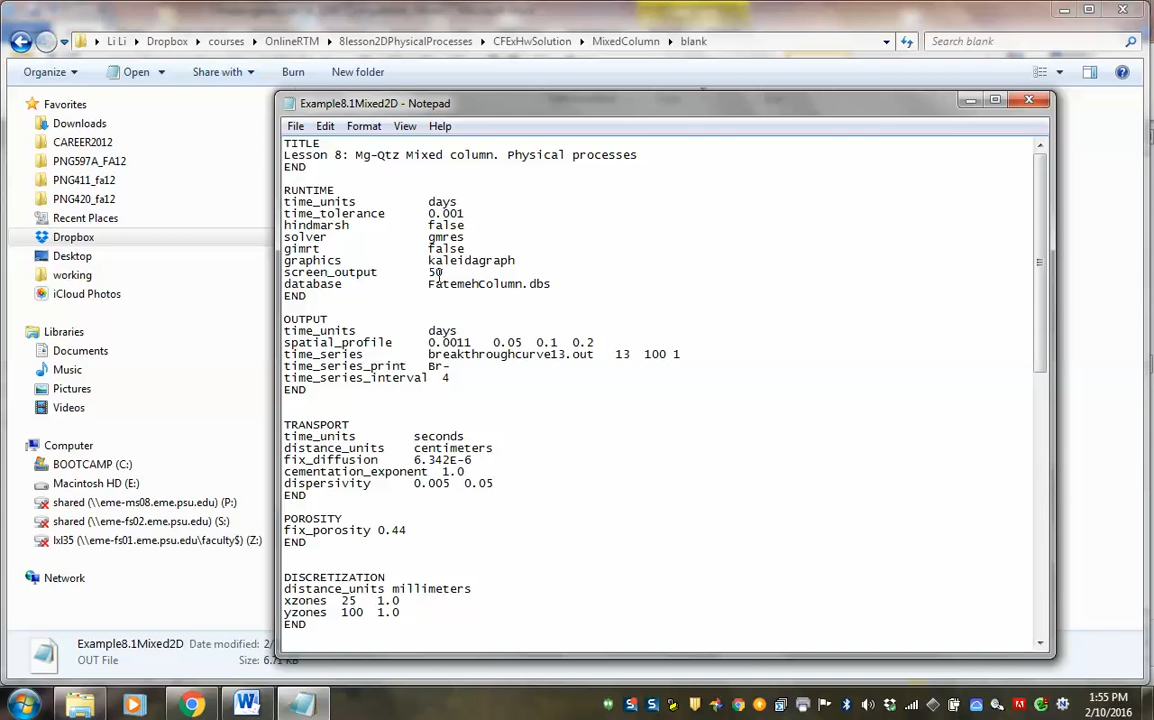 Li Li ▸ Dropbox ▸ courses ▸ OnlineRTM ▸ 8lesson2DPhysicalProcesses ▸ CFExHwSolution ▸ MixedColumn ▸ blank
Search blank
Organize Open Share with Burn New folder
Favorites
Downloads
CAREER2012
PNG597A_FA12
PNG411_fa12
PNG420_fa12
Recent Places
Dropbox
Desktop
working
iCloud Photos
Libraries
Documents
Music
Pictures
Videos
Computer
BOOTCAMP (C:)
Macintosh HD (E:)
shared (\\eme-ms08.eme.psu.edu) (P:)
shared (\\eme-fs02.eme.psu.edu) (S:)
lxl35 (\\eme-fs01.eme.psu.edu\faculty$) (Z:)
Network
Example8.1Mixed2D - Notepad
File Edit Format View Help
TITLE
Lesson 8: Mg-Qtz Mixed column. Physical processes
END
RUNTIME
time_units days
time_tolerance 0.001
hindmarsh false
solver gmres
gimrt false
graphics kaleidagraph
screen_output 50
database FatemehColumn.dbs
END
OUTPUT
time_units days
spatial_profile 0.0011 0.05 0.1 0.2
time_series breakthroughcurve13.out 13 100 1
time_series_print Br-
time_series_interval 4
END
TRANSPORT
time_units seconds
distance_units centimeters
fix_diffusion 6.342E-6
cementation_exponent 1.0
dispersivity 0.005 0.05
END
POROSITY
fix_porosity 0.44
END
DISCRETIZATION
distance_units millimeters
xzones 25 1.0
yzones 100 1.0
END
Example8.1Mixed2D Date modified: 2/
OUT File Size: 6.71 KB
1:55 PM
2/10/2016